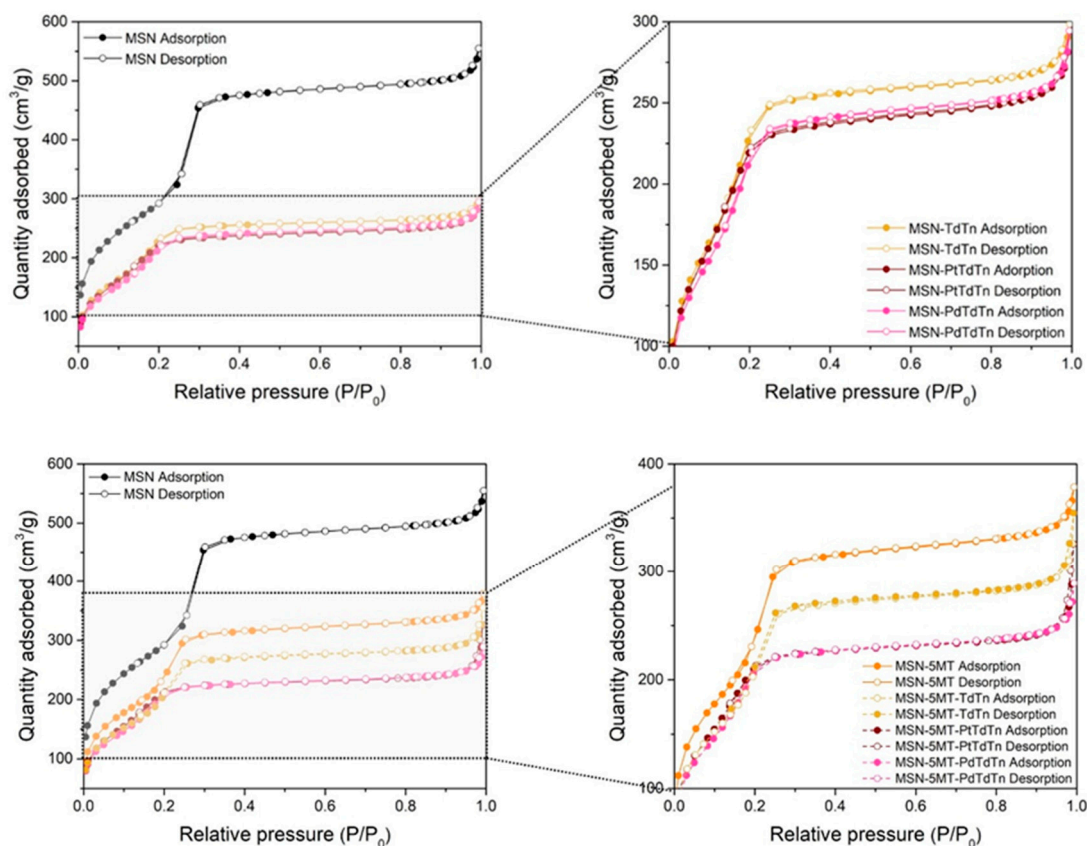 600
500
400
300
200
100
0
0.0
0.2
0.4
0.6
0.8
1.0
Quantity adsorbed (cm³/g)
Relative pressure (P/P₀)
MSN Adsorption
MSN Desorption
300
250
200
150
100
0.0
0.2
0.4
0.6
0.8
1.0
Quantity adsorbed (cm³/g)
Relative pressure (P/P₀)
MSN-TdTn Adsorption
MSN-TdTn Desorption
MSN-PtTdTn Adorption
MSN-PtTdTn Desorption
MSN-PdTdTn Adsorption
MSN-PdTdTn Desorption
600
500
400
300
200
100
0
0.0
0.2
0.4
0.6
0.8
1.0
Quantity adsorbed (cm³/g)
Relative pressure (P/P₀)
MSN Adsorption
MSN Desorption
400
300
200
100
0.0
0.2
0.4
0.6
0.8
1.0
Quantity adsorbed (cm³/g)
Relative pressure (P/P₀)
MSN-5MT Adsorption
MSN-5MT Desorption
MSN-5MT-TdTn Adsorption
MSN-5MT-TdTn Desorption
MSN-5MT-PtTdTn Adsorption
MSN-5MT-PtTdTn Desorption
MSN-5MT-PdTdTn Adsorption
MSN-5MT-PdTdTn Desorption